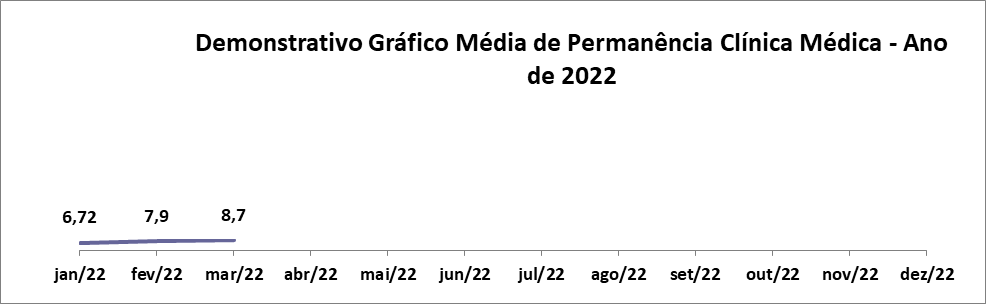 Demonstrativo Gráfico Média de Permanência Clínica Médica - Ano
de 2022
6,72 7,9 8,7
jan/22 fev/22 mar/22 abr/22 mai/22 jun/22 jul/22 ago/22 set/22 out/22 nov/22 dez/22